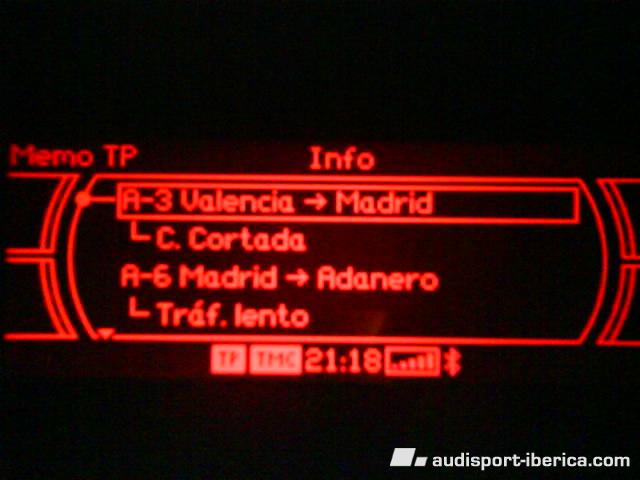 Memo TP Info
A-3 Valencia → Madrid
C. Cortada
A-6 Madrid → Adanero
Tráf. lento
TP TMC 21:18
audisport-iberica.com